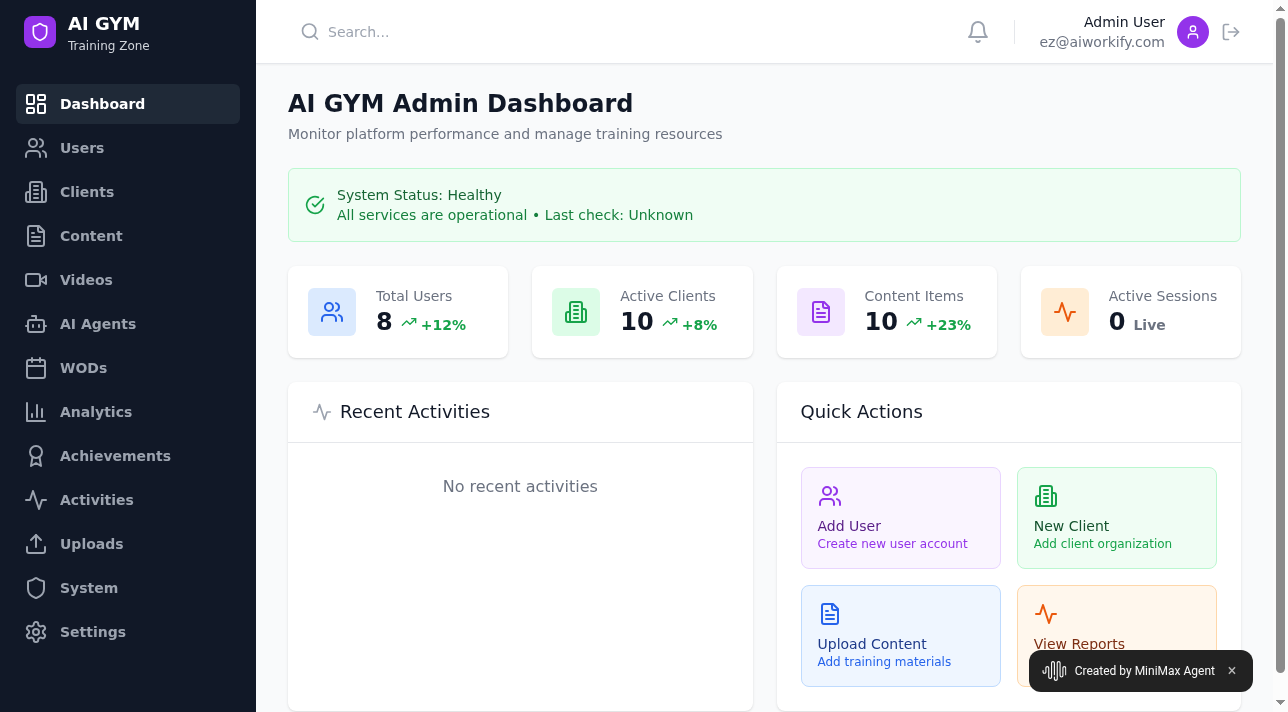 AI GYM
Training Zone
Dashboard
Users
Clients
Content
Videos
AI Agents
WODs
Analytics
Achievements
Activities
Uploads
System
Settings
Search...
Admin User
ez@aiworkify.com
AI GYM Admin Dashboard
Monitor platform performance and manage training resources
System Status: Healthy
All services are operational • Last check: Unknown
Total Users
8 +12%
Active Clients
10 +8%
Content Items
10 +23%
Active Sessions
0 Live
Recent Activities
No recent activities
Quick Actions
Add User
Create new user account
New Client
Add client organization
Upload Content
Add training materials
View Reports
Created by MiniMax Agent ×